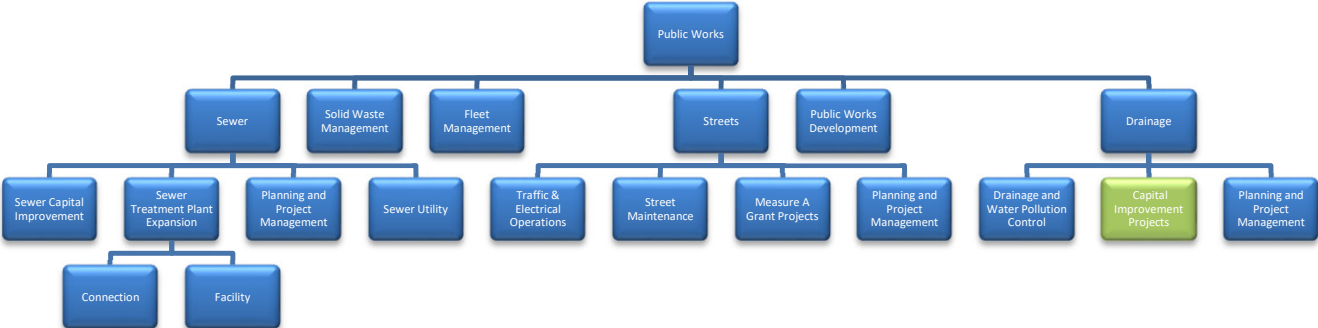 Public Works
Sewer
Solid Waste
Management
Fleet
Management
Streets
Public Works
Development
Drainage
Sewer Capital
Improvement
Sewer
Treatment Plant
Expansion
Planning and
Project
Management
Sewer Utility
Traffic &
Electrical
Operations
Street
Maintenance
Measure A
Grant Projects
Planning and
Project
Management
Drainage and
Water Pollution
Control
Capital
Improvement
Projects
Planning and
Project
Management
Connection
Facility